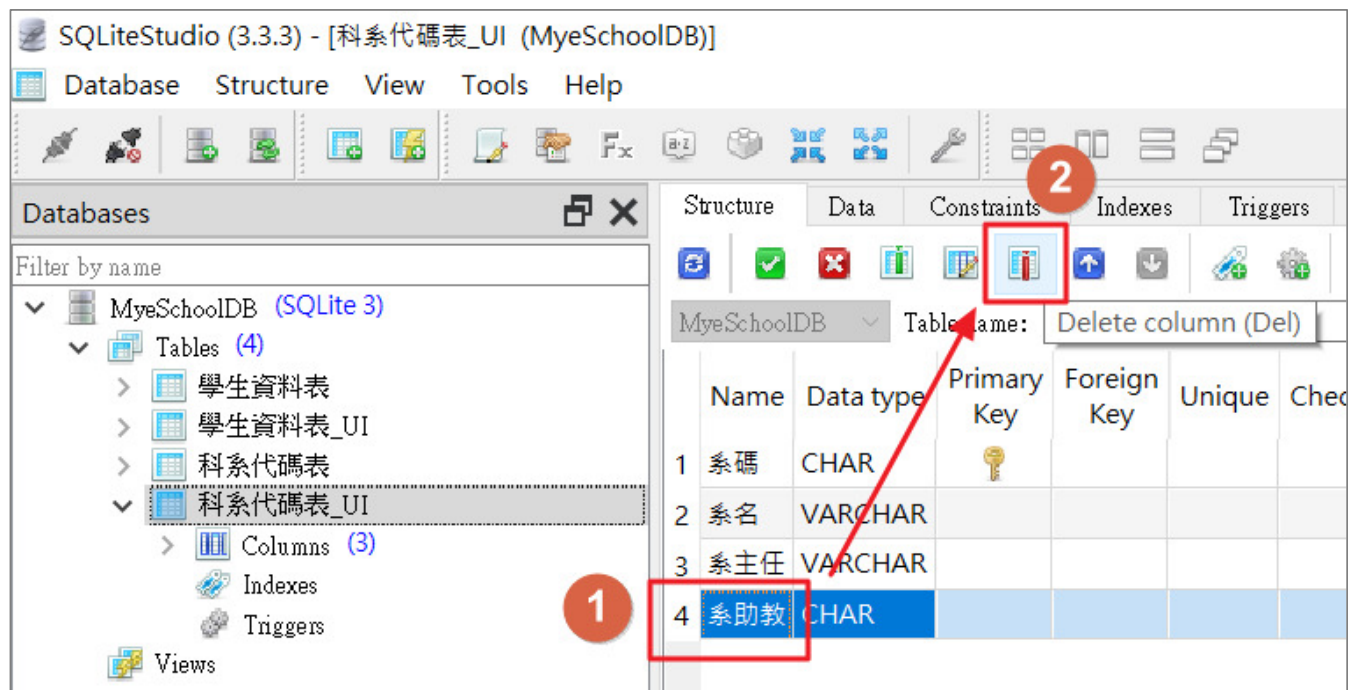 SQLiteStudio (3.3.3) - [科系代碼表_UI (MyeSchoolDB)]
Database Structure View Tools Help
Databases
Filter by name
MyeSchoolDB (SQLite 3)
Tables (4)
學生資料表
學生資料表_UI
科系代碼表
科系代碼表_UI
Columns (3)
Indexes
Triggers
Views
1
2
Structure Data Constraints Indexes Triggers
MyeSchoolDB Table name:
Delete column (Del)
Name Data type Primary Key Foreign Key Unique Chec
1 系碼 CHAR
2 系名 VARCHAR
3 系主任 VARCHAR
4 系助教 CHAR